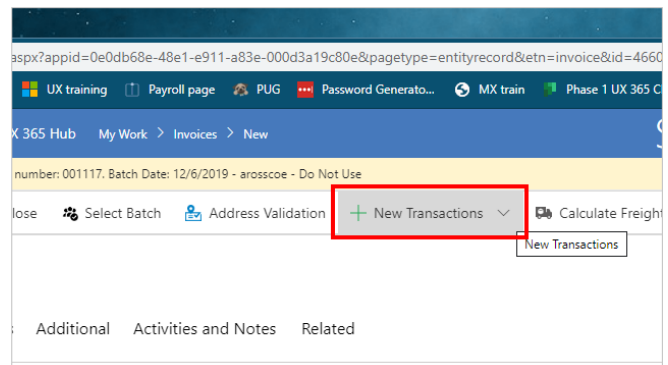 aspx?appid=0e0db68e-48e1-e911-a83e-000d3a19c80e&pagetype=entityrecord&etn=invoice&id=4660
UX training Payroll page PUG Password Generato... MX train Phase 1 UX 365 C
X 365 Hub My Work > Invoices > New S
number: 001117. Batch Date: 12/6/2019 - arosscoe - Do Not Use
lose Select Batch Address Validation + New Transactions Calculate Freight
New Transactions
Additional Activities and Notes Related